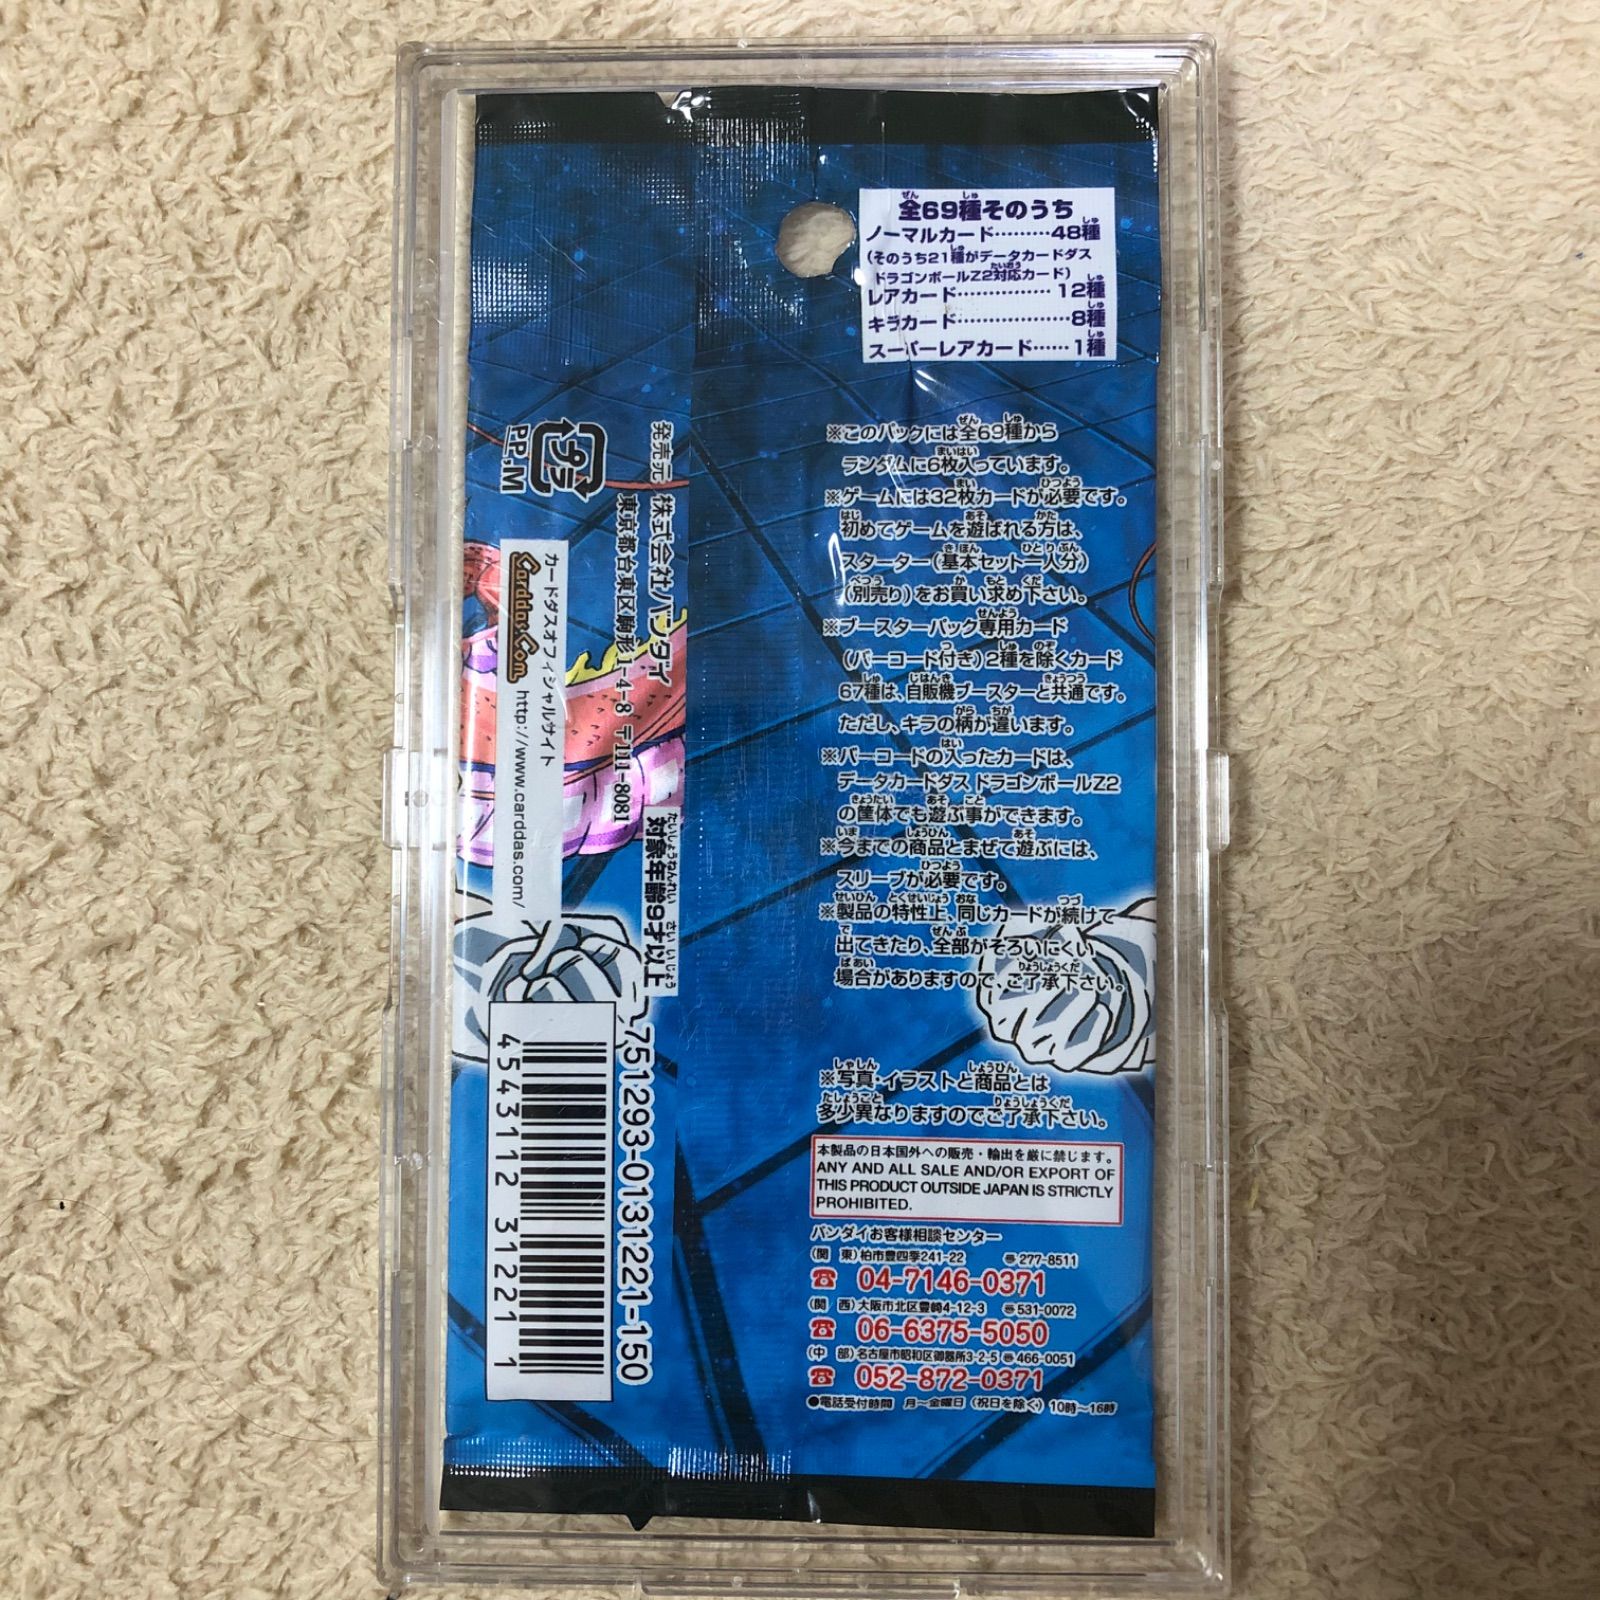 全69種そのうち
ノーマルカード………48種
(そのうち21種がデータカードダス
ドラゴンボールZ2対応カード)
レアカード…………… 12種
キラカード………………8種
スーパーレアカード……1種
※このパックには全69種から
ランダムに6枚入っています。
※ゲームには32枚カードが必要です。
初めてゲームを遊ばれる方は、
スターター(基本セット一人分)
(別売り)をお買い求め下さい。
※ブースターパック専用カード
(バーコード付き)2種を除くカード
67種は、自販機ブースターと共通です。
ただし、キラの柄が違います。
※バーコードの入ったカードは、
データカードダス ドラゴンボールZ2
の筐体でも遊ぶ事ができます。
※今までの商品とまぜて遊ぶには、
スリーブが必要です。
※製品の特性上、同じカードが続けて
出てきたり、全部がそろいにくい
場合がありますので、ご了承下さい。
※写真・イラストと商品とは
多少異なりますのでご了承下さい。
本製品の日本国外への販売・輸出を厳に禁じます。
ANY AND ALL SALE AND/OR EXPORT OF
THIS PRODUCT OUTSIDE JAPAN IS STRICTLY
PROHIBITED.
バンダイお客様相談センター
(関 東)柏市豊四季241-22 〒277-8511
☎ 04-7146-0371
(関 西)大阪市北区豊崎4-12-3 〒531-0072
☎ 06-6375-5050
(中 部)名古屋市昭和区御器所3-2-5 〒466-0051
☎ 052-872-0371
●電話受付時間 月～金曜日(祝日を除く)10時～16時
発売元 株式会社バンダイ
東京都台東区駒形1-4-8 〒111-8081
プラ
PP,M
カードダスオフィシャルサイト
Carddas.Com http://www.carddas.com/
対象年齢9才以上
751293-0131221-150
4543112 312211